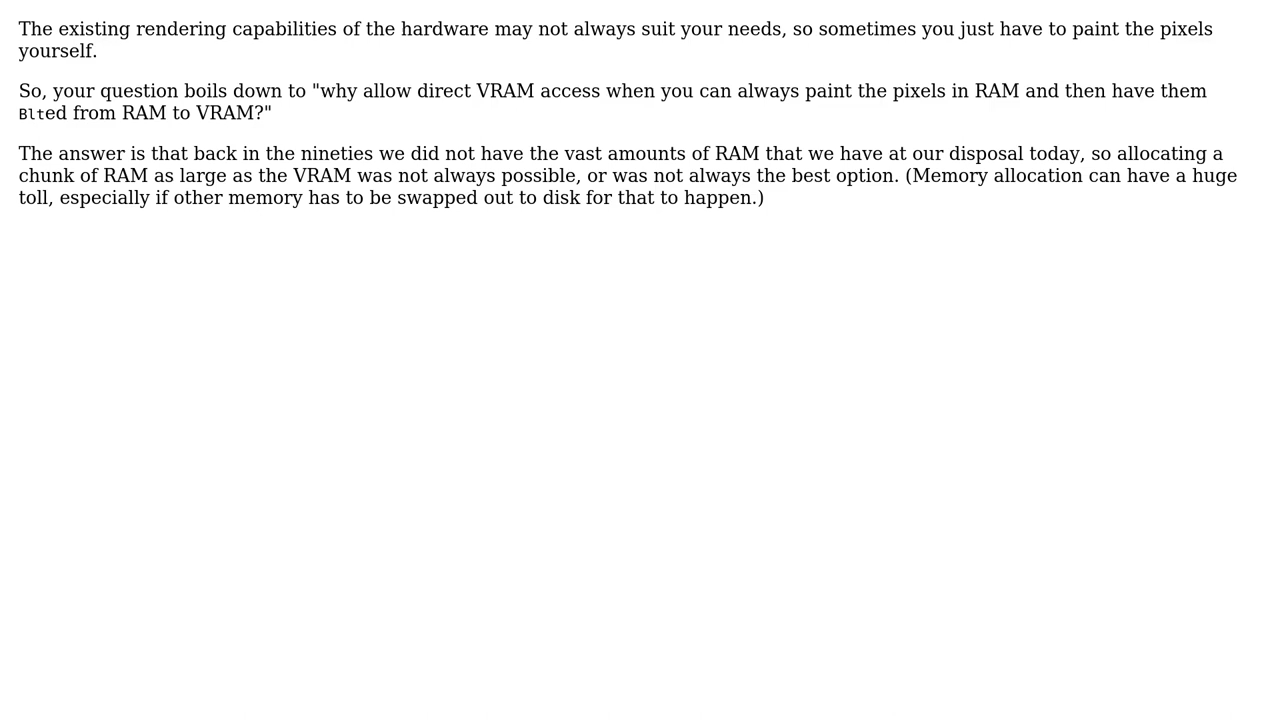 The existing rendering capabilities of the hardware may not always suit your needs, so sometimes you just have to paint the pixels
yourself.
So, your question boils down to "why allow direct VRAM access when you can always paint the pixels in RAM and then have them
Blted from RAM to VRAM?"
The answer is that back in the nineties we did not have the vast amounts of RAM that we have at our disposal today, so allocating a
chunk of RAM as large as the VRAM was not always possible, or was not always the best option. (Memory allocation can have a huge
toll, especially if other memory has to be swapped out to disk for that to happen.)